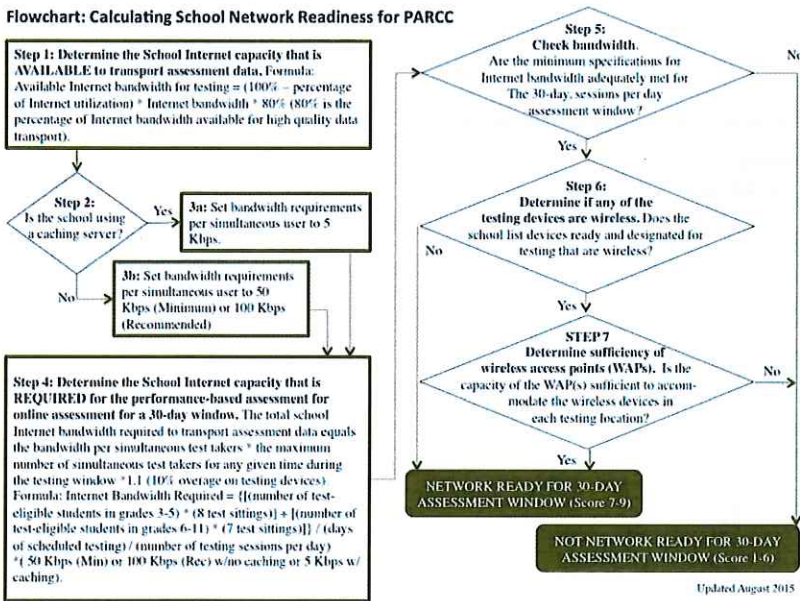 Flowchart: Calculating School Network Readiness for PARCC
Step 1: Determine the School Internet capacity that is
AVAILABLE to transport assessment data. Formula:
Available Internet bandwidth for testing = (100% – percentage
of Internet utilization) * Internet bandwidth * 80% (80% is the
percentage of Internet bandwidth available for high quality data
transport).
Step 2:
Is the school using
a caching server?
Yes
3a: Set bandwidth requirements
per simultaneous user to 5
Kbps.
No
3b: Set bandwidth requirements
per simultaneous user to 50
Kbps (Minimum) or 100 Kbps
(Recommended)
Step 4: Determine the School Internet capacity that is
REQUIRED for the performance-based assessment for
online assessment for a 30-day window. The total school
Internet bandwidth required to transport assessment data equals
the bandwidth per simultaneous test takers * the maximum
number of simultaneous test takers for any given time during
the testing window *1.1 (10% overage on testing devices)
Formula: Internet Bandwidth Required = {[(number of test-
eligible students in grades 3-5) * (8 test sittings)] + [(number
of test-eligible students in grades 6-11) * (7 test sittings)]} / (days
of scheduled testing) / (number of testing sessions per day)
*( 50 Kbps (Min) or 100 Kbps (Rec) w/no caching or 5 Kbps w/
caching).
Step 5:
Check bandwidth.
Are the minimum specifications for
Internet bandwidth adequately met for
The 30-day, sessions per day
assessment window?
No
Yes
Step 6:
Determine if any of the
testing devices are wireless. Does the
school list devices ready and designated for
testing that are wireless?
No
Yes
STEP 7
Determine sufficiency of
wireless access points (WAPs). Is the
capacity of the WAP(s) sufficient to accom-
modate the wireless devices in
each testing location?
No
Yes
NETWORK READY FOR 30-DAY
ASSESSMENT WINDOW (Score 7-9)
NOT NETWORK READY FOR 30-DAY
ASSESSMENT WINDOW (Score 1-6)
Updated August 2015